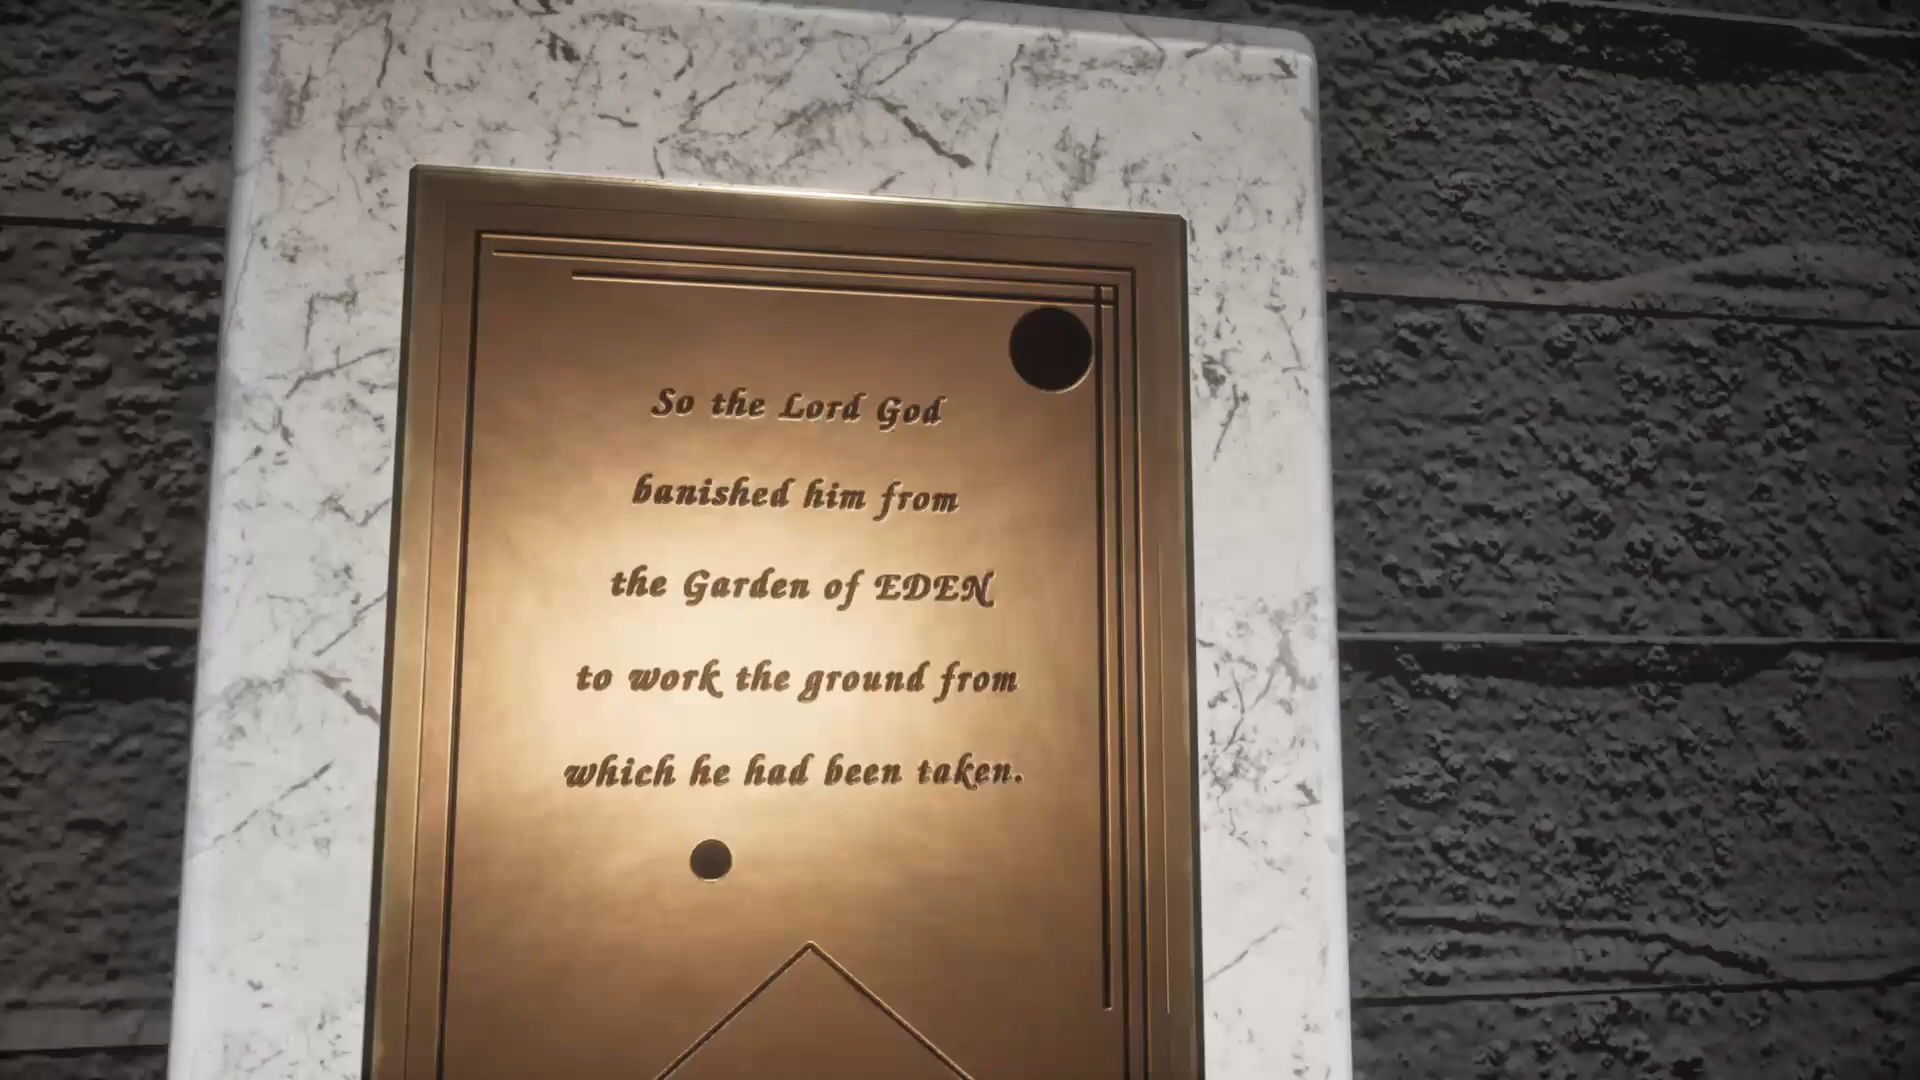 So the Lord God
banished him from
the Garden of EDEN
to work the ground from
which he had been taken.